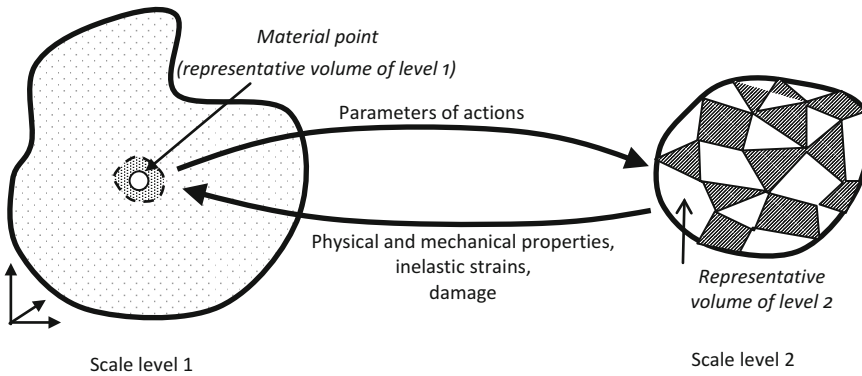 Material point
(representative volume of level 1)
Parameters of actions
Physical and mechanical properties,
inelastic strains,
damage
Representative
volume of level 2
Scale level 1
Scale level 2